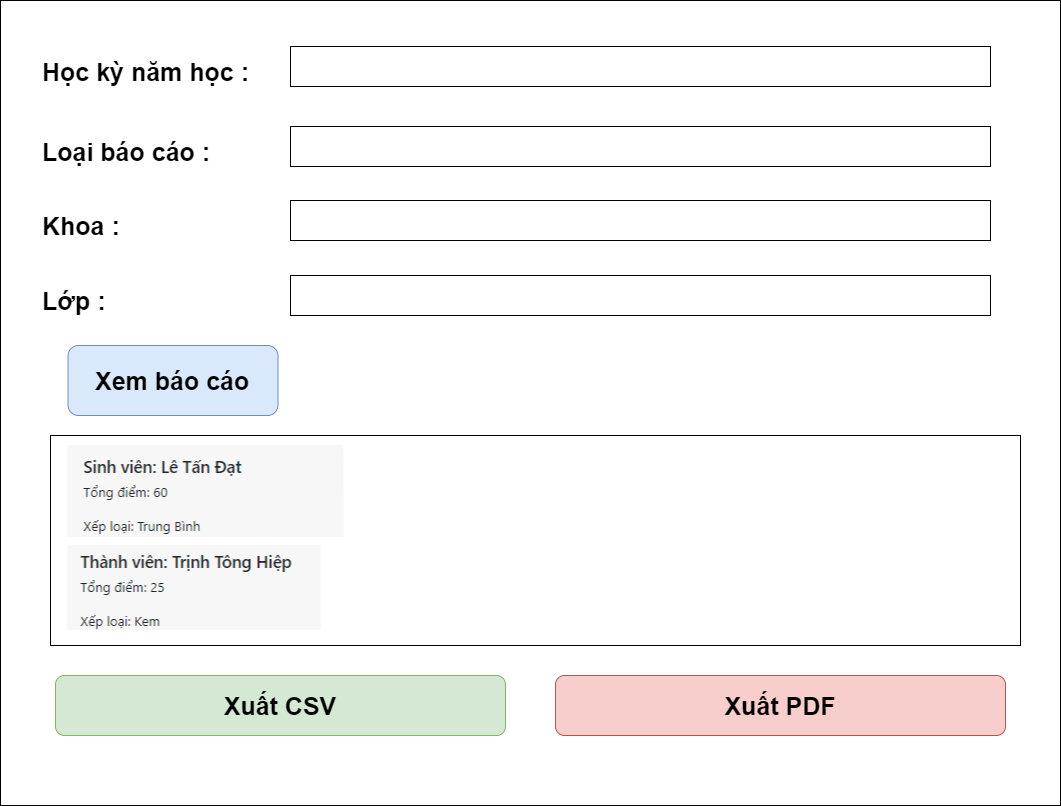 Học kỳ năm học :
Loại báo cáo :
Khoa :
Lớp :
Xem báo cáo
Sinh viên: Lê Tấn Đạt
Tổng điểm: 60
Xếp loại: Trung Bình
Thành viên: Trịnh Tông Hiệp
Tổng điểm: 25
Xếp loại: Kem
Xuất CSV
Xuất PDF